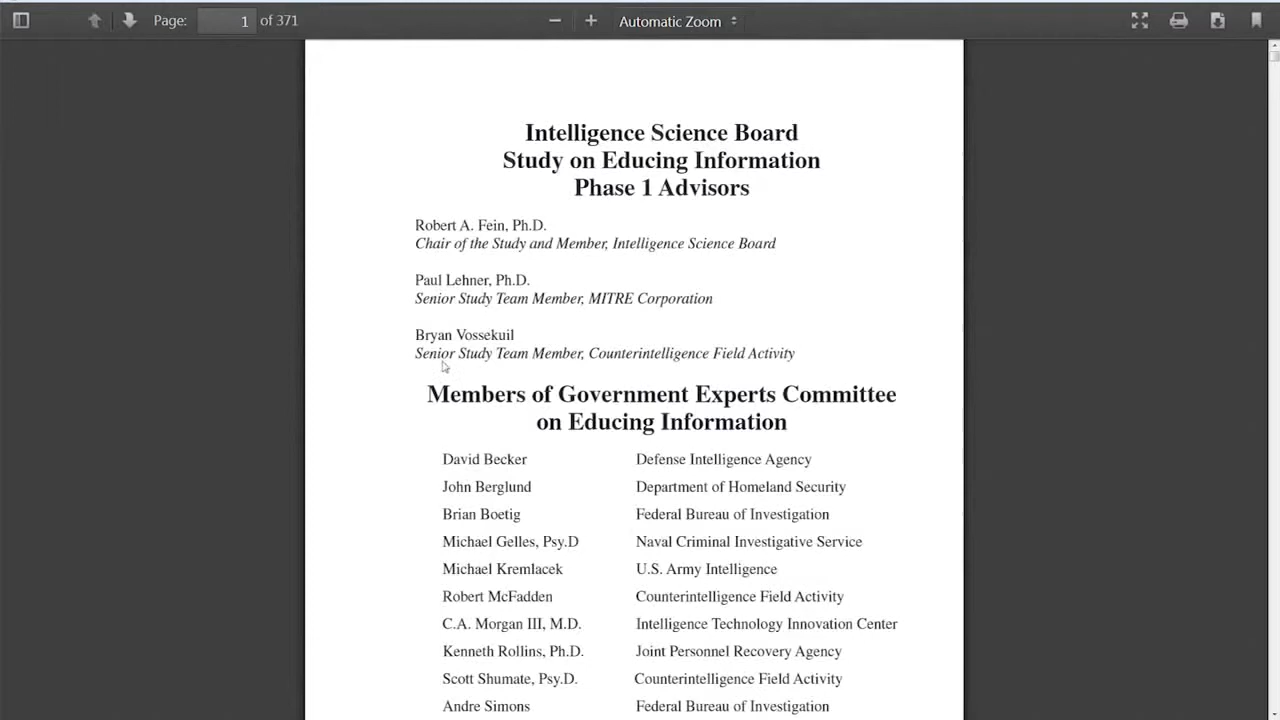 Page: 1 of 371 Automatic Zoom
Intelligence Science Board
Study on Educing Information
Phase 1 Advisors
Robert A. Fein, Ph.D.
Chair of the Study and Member, Intelligence Science Board
Paul Lehner, Ph.D.
Senior Study Team Member, MITRE Corporation
Bryan Vossekuil
Senior Study Team Member, Counterintelligence Field Activity
Members of Government Experts Committee
on Educing Information
David Becker Defense Intelligence Agency
John Berglund Department of Homeland Security
Brian Boetig Federal Bureau of Investigation
Michael Gelles, Psy.D Naval Criminal Investigative Service
Michael Kremlacek U.S. Army Intelligence
Robert McFadden Counterintelligence Field Activity
C.A. Morgan III, M.D. Intelligence Technology Innovation Center
Kenneth Rollins, Ph.D. Joint Personnel Recovery Agency
Scott Shumate, Psy.D. Counterintelligence Field Activity
Andre Simons Federal Bureau of Investigation